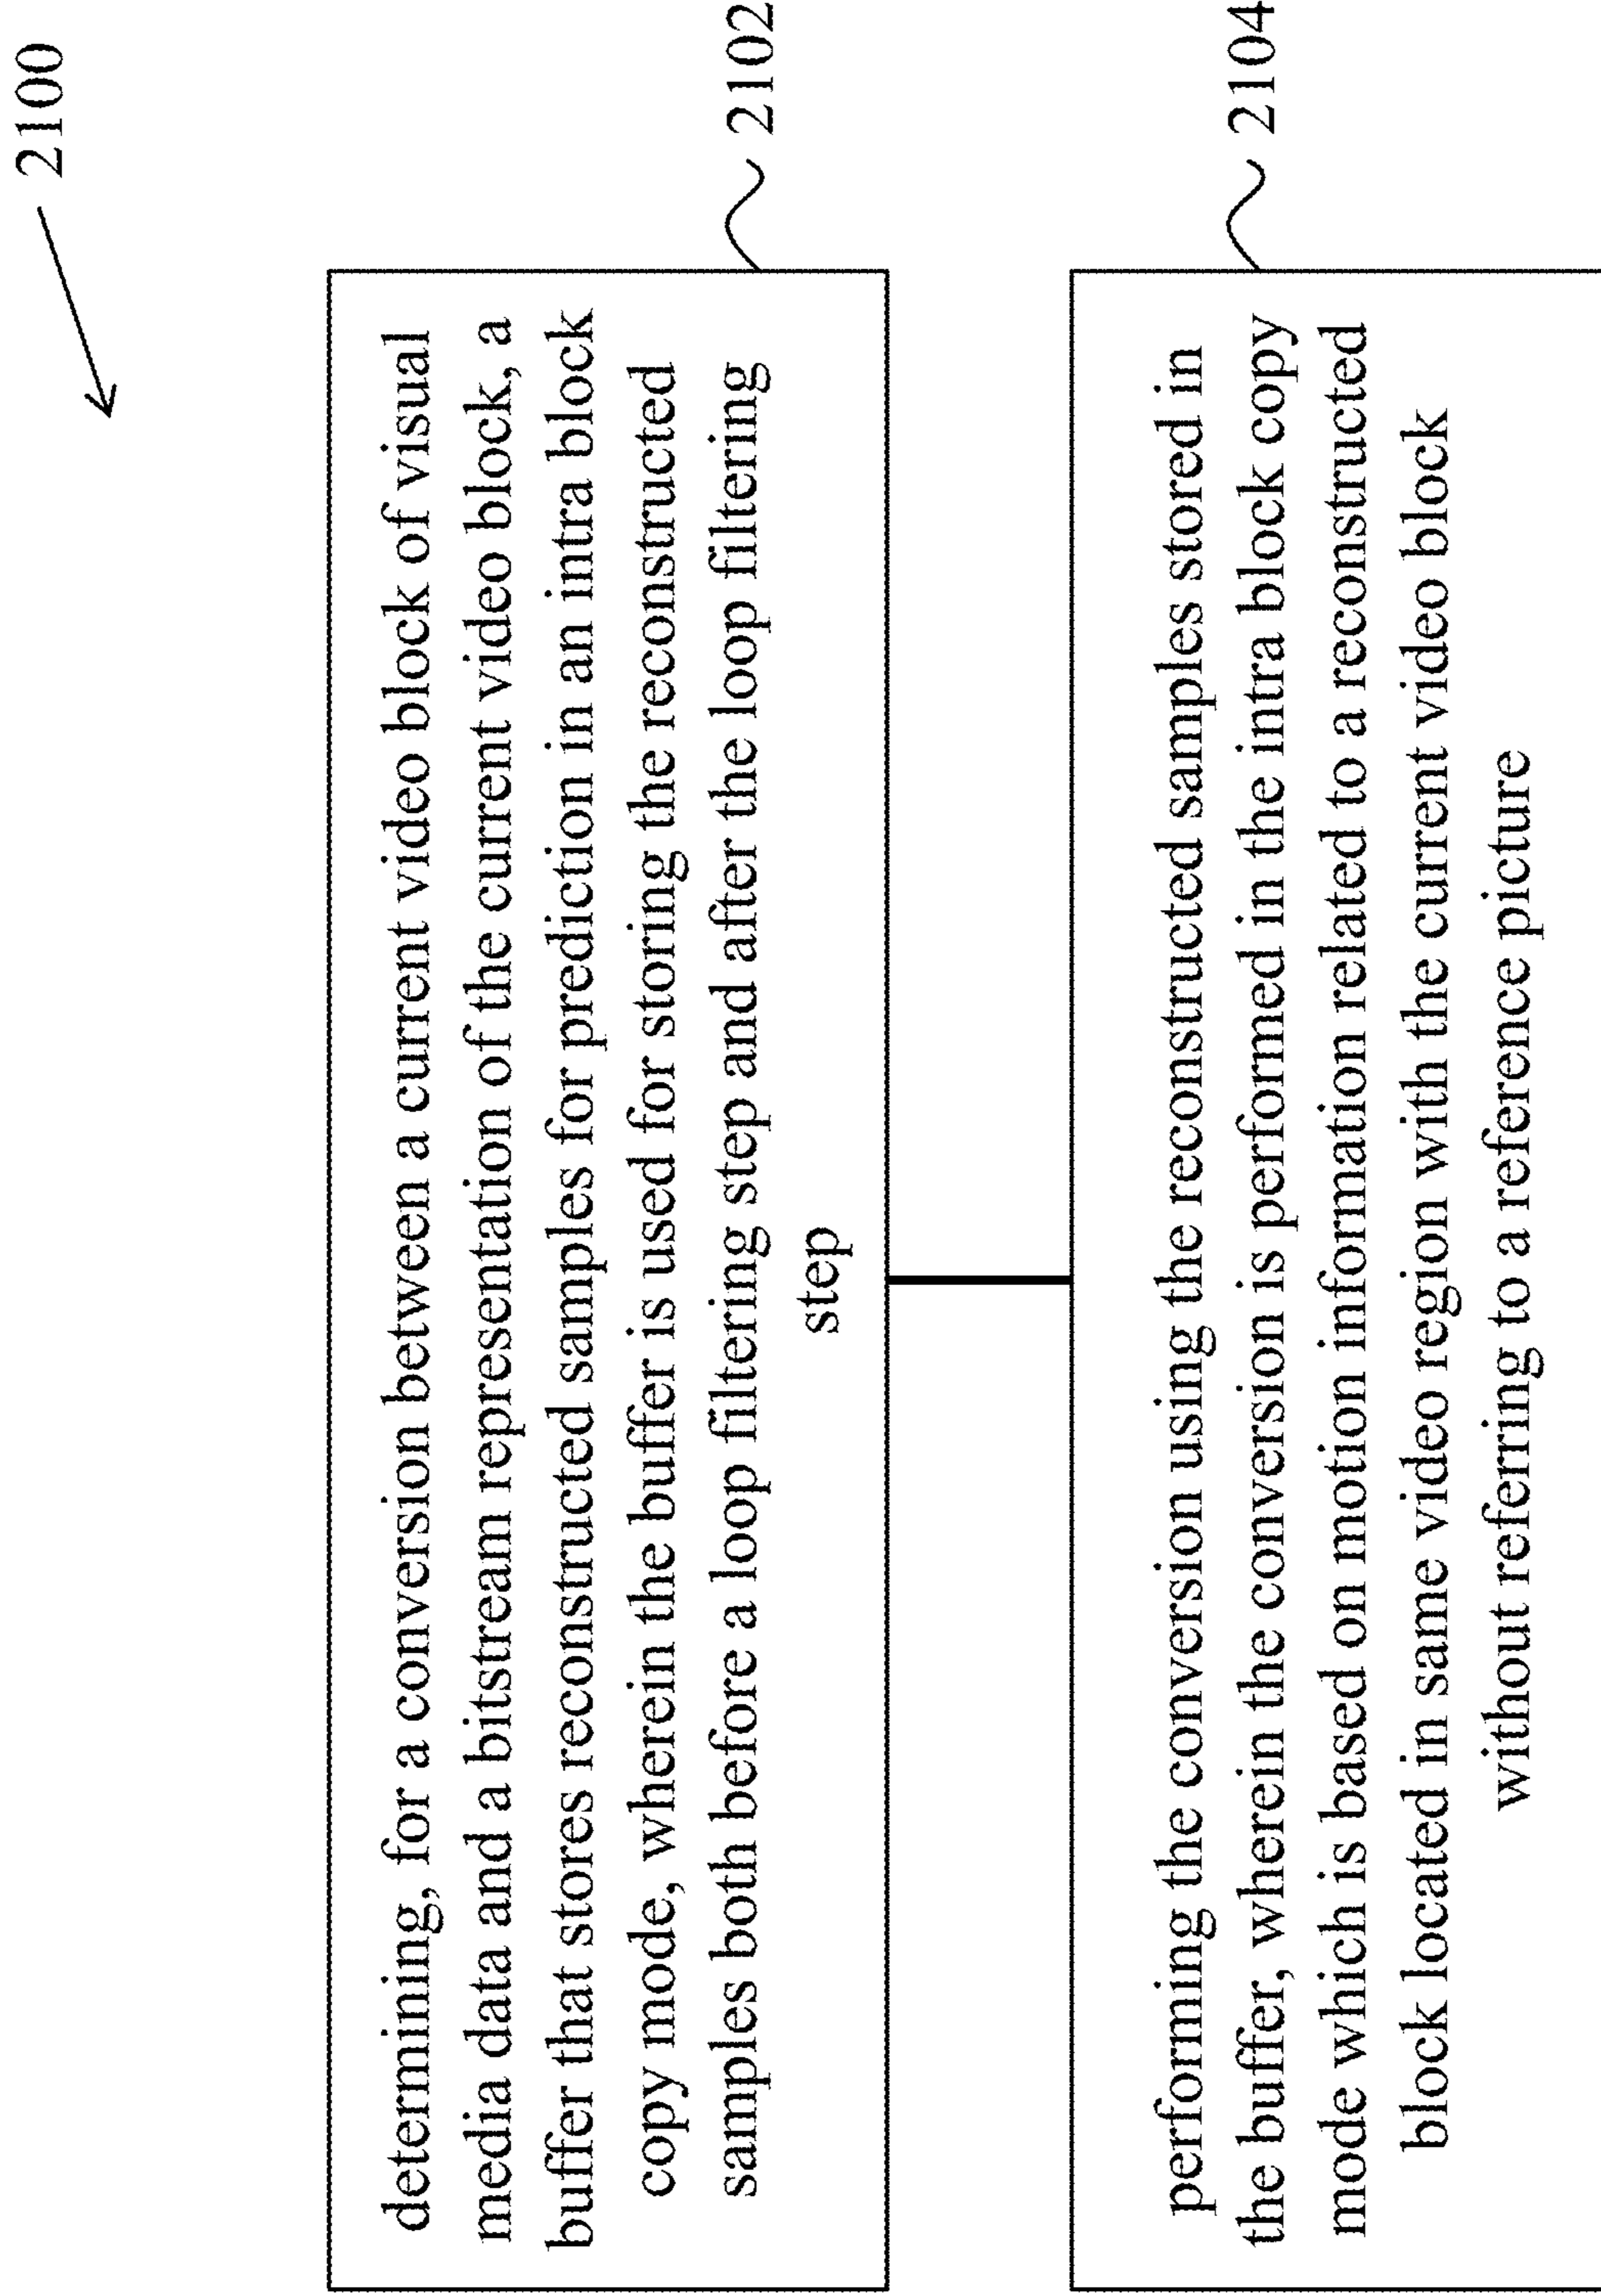 2100
determining, for a conversion between a current video block of visual
media data and a bitstream representation of the current video block, a
buffer that stores reconstructed samples for prediction in an intra block
copy mode, wherein the buffer is used for storing the reconstructed
samples both before a loop filtering step and after the loop filtering
step
2102
performing the conversion using the reconstructed samples stored in
the buffer, wherein the conversion is performed in the intra block copy
mode which is based on motion information related to a reconstructed
block located in same video region with the current video block
without referring to a reference picture
2104